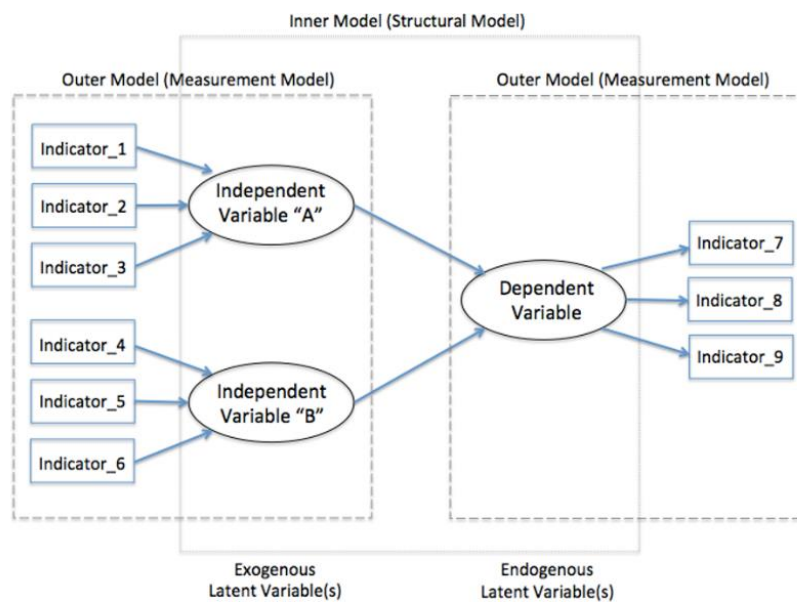 Inner Model (Structural Model)
Outer Model (Measurement Model)
Outer Model (Measurement Model)
Indicator_1
Indicator_2
Indicator_3
Independent
Variable “A”
Indicator_4
Indicator_5
Indicator_6
Independent
Variable “B”
Dependent
Variable
Indicator_7
Indicator_8
Indicator_9
Exogenous
Latent Variable(s)
Endogenous
Latent Variable(s)